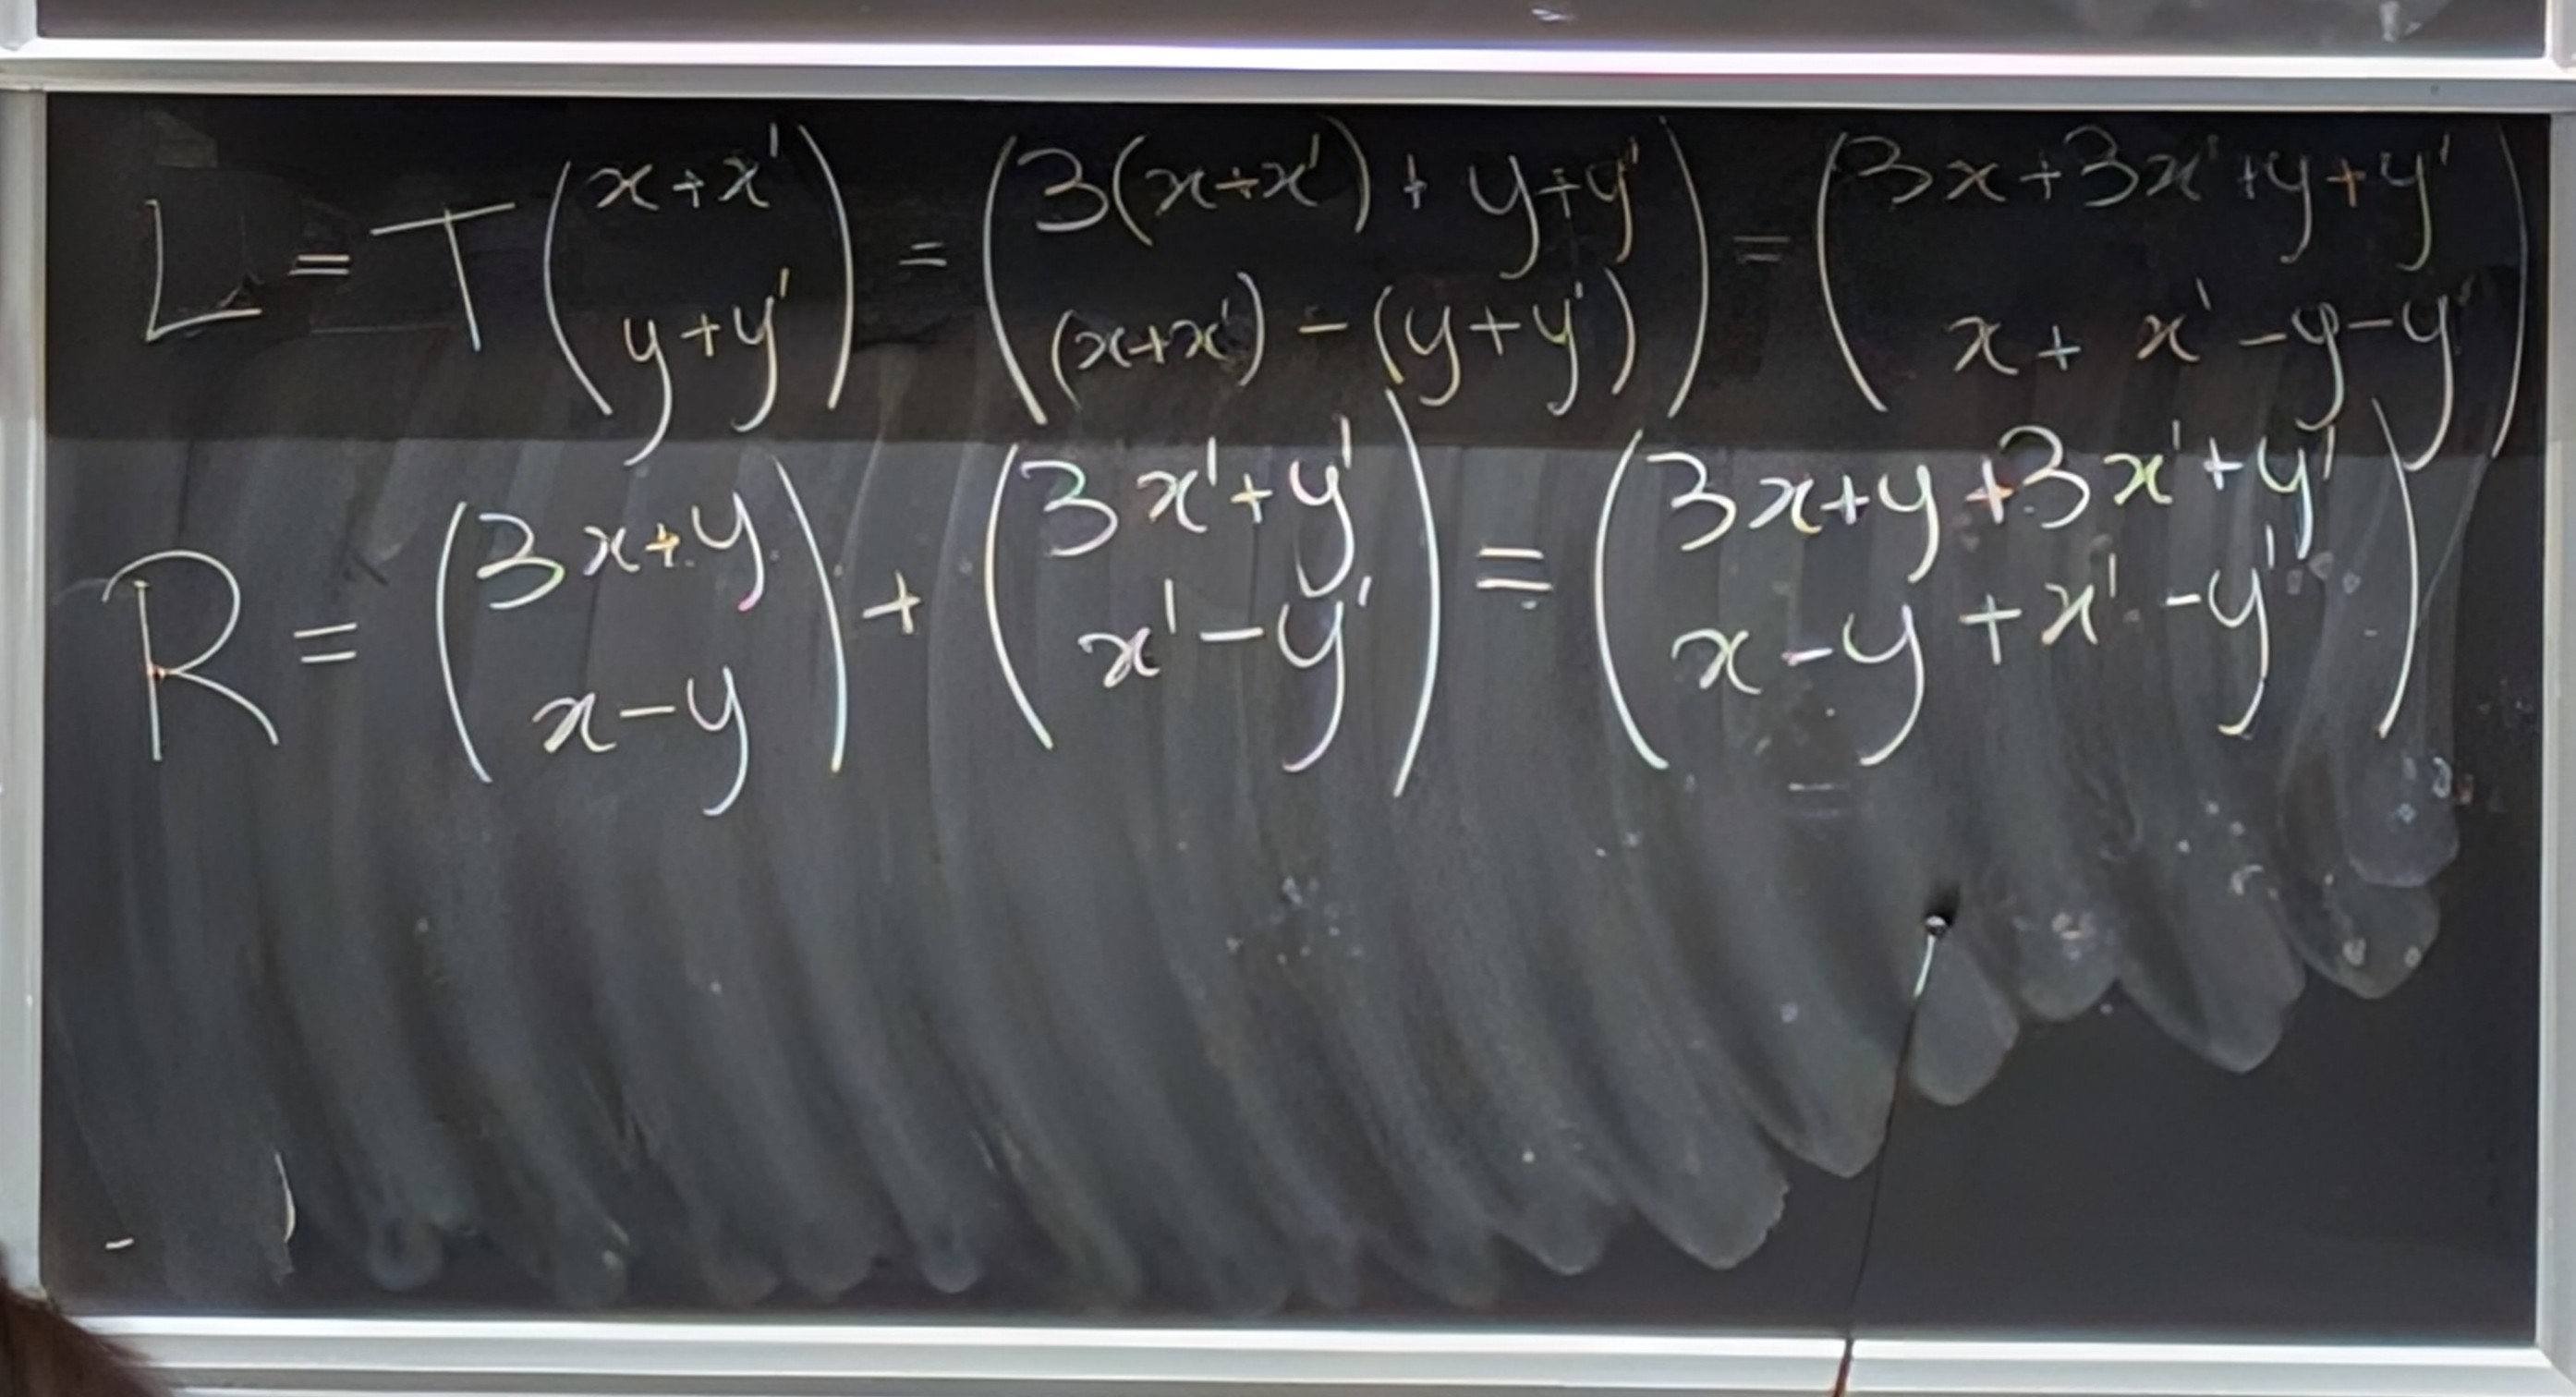 L = T \begin{pmatrix} x+x' \\ y+y' \end{pmatrix} = \begin{pmatrix} 3(x+x') + y+y' \\ (x+x') - (y+y') \end{pmatrix} = \begin{pmatrix} 3x+3x'+y+y' \\ x+x'-y-y' \end{pmatrix}
R = \begin{pmatrix} 3x+y \\ x-y \end{pmatrix} + \begin{pmatrix} 3x'+y' \\ x'-y' \end{pmatrix} = \begin{pmatrix} 3x+y+3x'+y' \\ x-y+x'-y' \end{pmatrix}